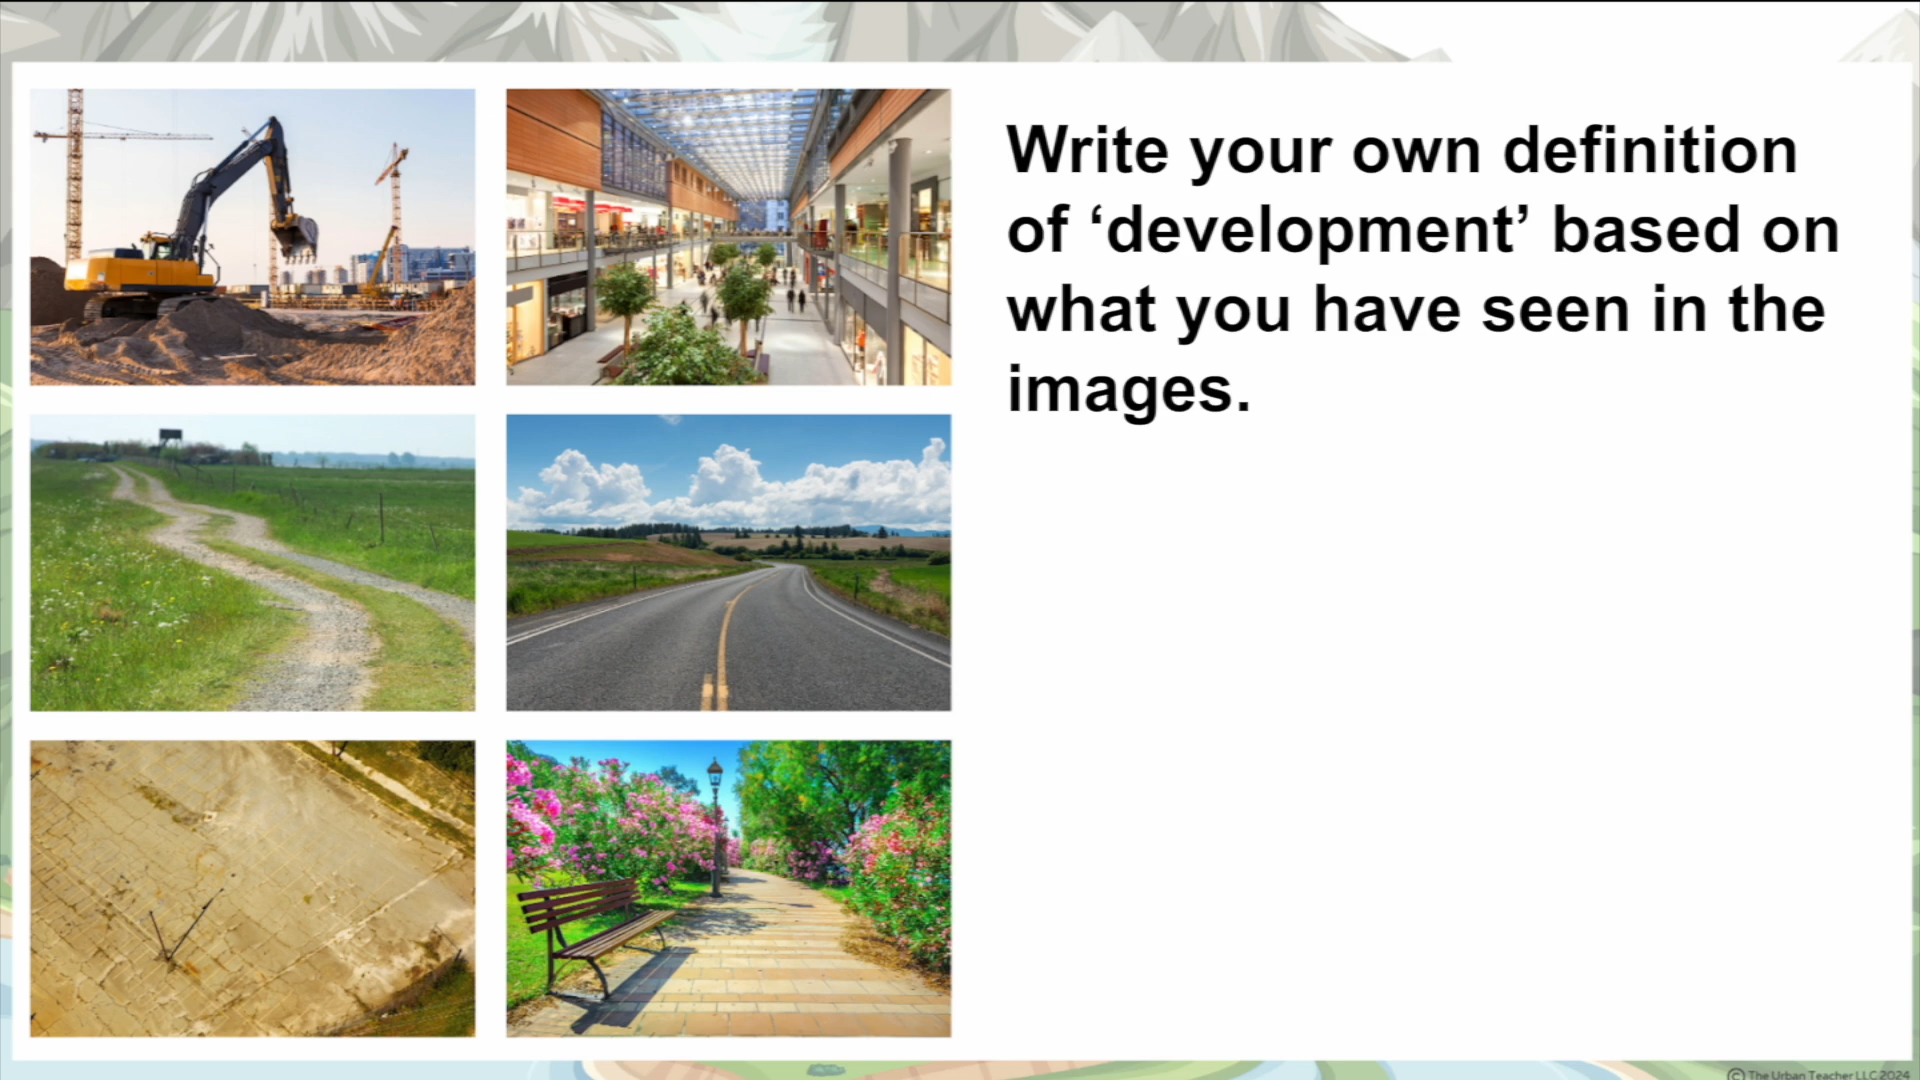 Write your own definition
of ‘development’ based on
what you have seen in the
images.
© The Urban Teacher LLC 2024